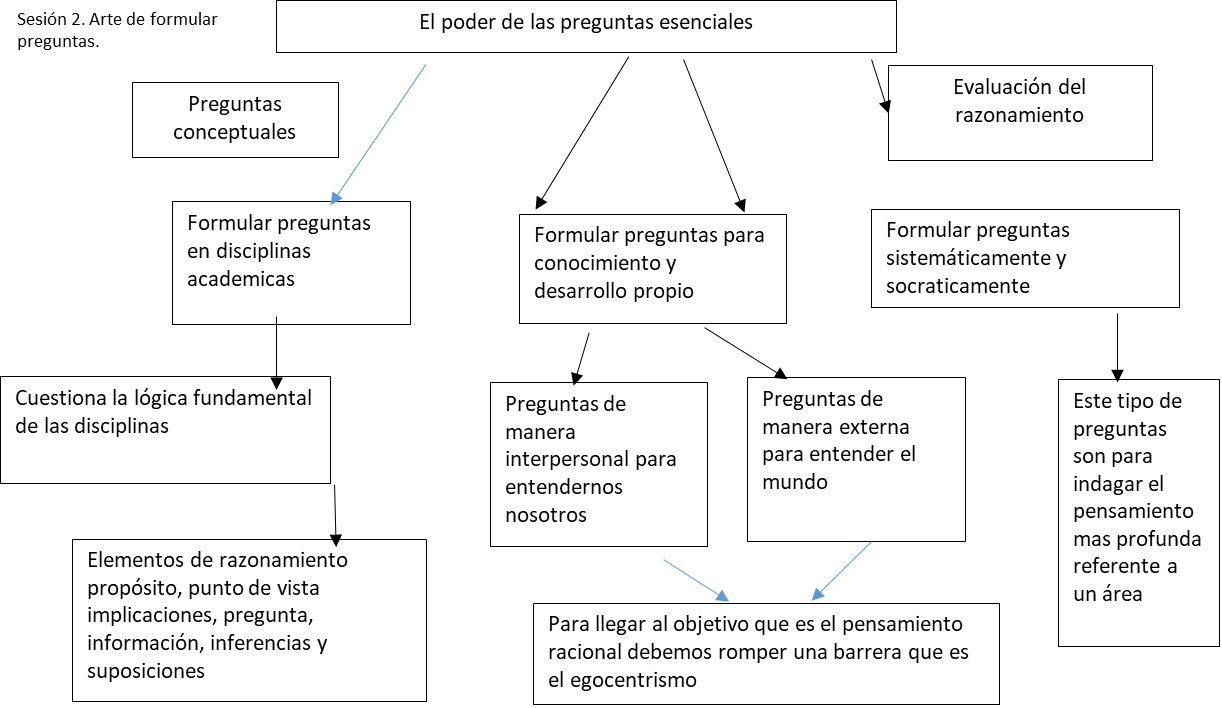 Sesión 2. Arte de formular
preguntas.
El poder de las preguntas esenciales
Preguntas
conceptuales
Evaluación del
razonamiento
Formular preguntas
en disciplinas
academicas
Formular preguntas para
conocimiento y
desarrollo propio
Formular preguntas
sistemáticamente y
socraticamente
Cuestiona la lógica fundamental
de las disciplinas
Preguntas de
manera
interpersonal para
entendernos
nosotros
Preguntas de
manera externa
para entender el
mundo
Este tipo de
preguntas
son para
indagar el
pensamiento
mas profunda
referente a
un área
Elementos de razonamiento
propósito, punto de vista
implicaciones, pregunta,
información, inferencias y
suposiciones
Para llegar al objetivo que es el pensamiento
racional debemos romper una barrera que es
el egocentrismo